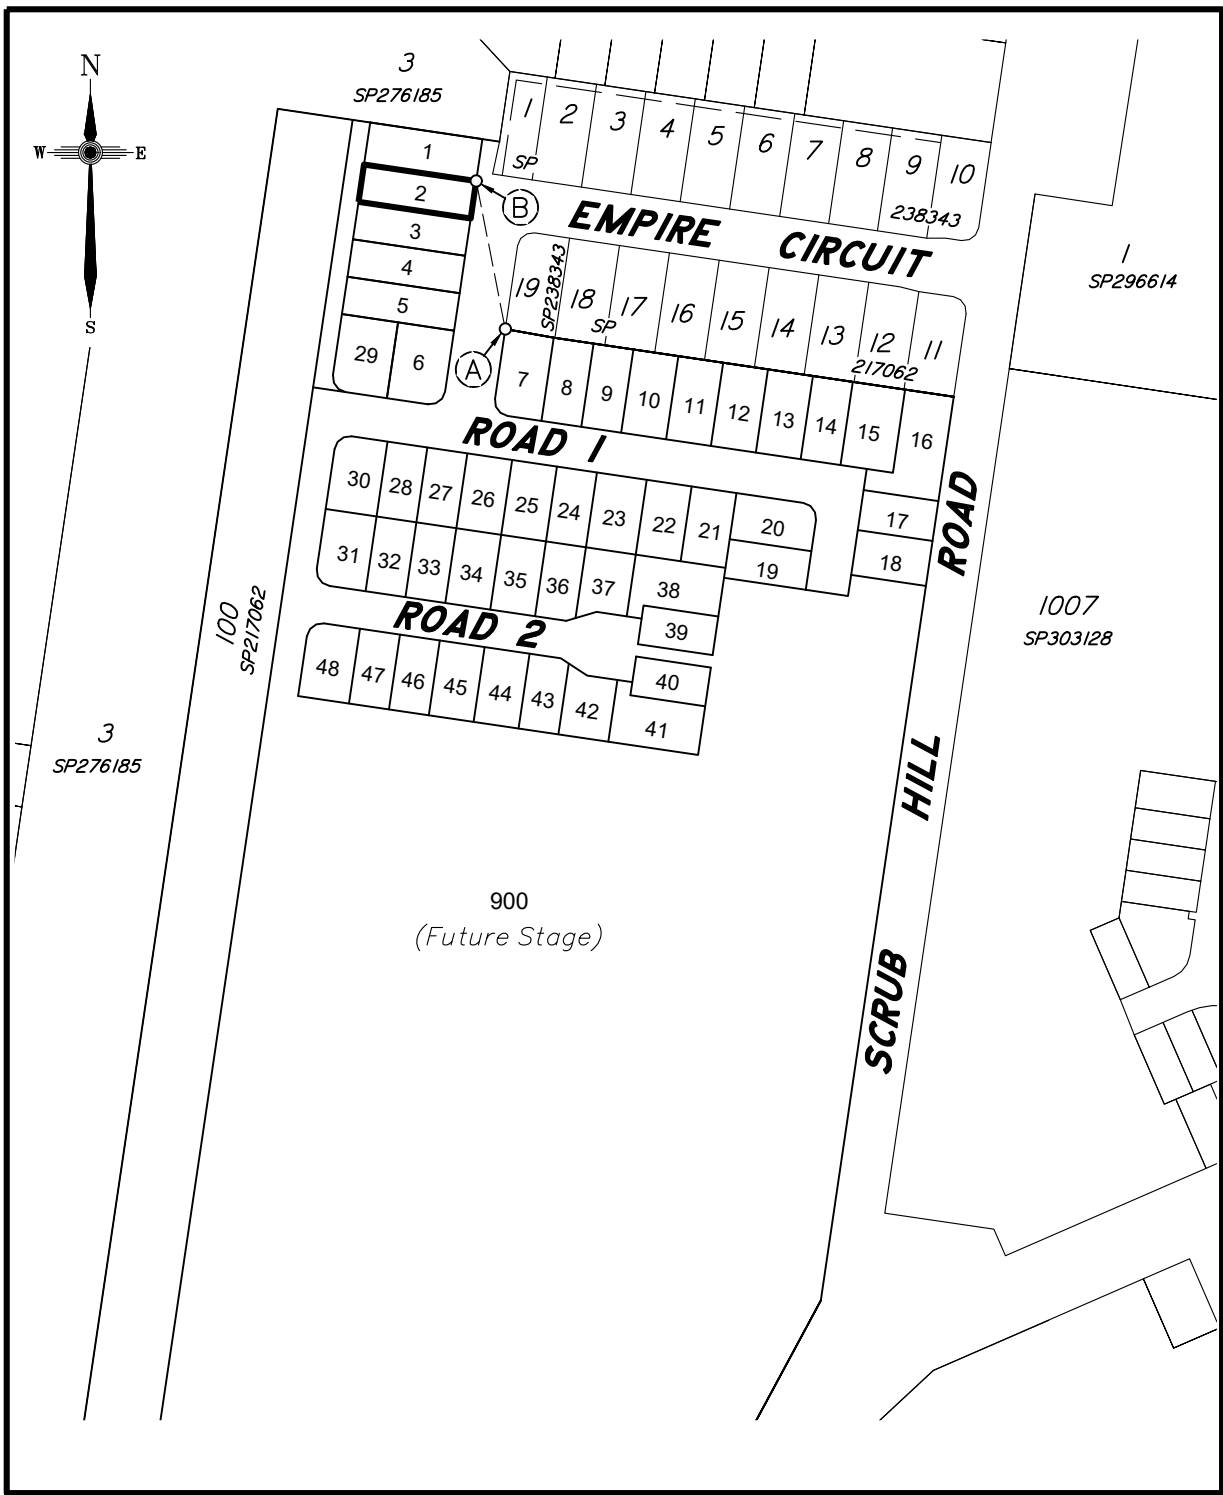 N
W E
S
3
SP276185
1
2
3
4
5
29 6
B
A
1 2 3 4 5 6 7 8 9 10
SP
238343
EMPIRE CIRCUIT
19 18 17 16 15 14 13 12 11
SP238343
SP
217062
1
SP296614
7 8 9 10 11 12 13 14 15 16
ROAD 1
30 28 27 26 25 24 23 22 21 20
17
18
19
31 32 33 34 35 36 37 38
39
ROAD 2
40
48 47 46 45 44 43 42 41
100
SP217062
3
SP276185
1007
SP303128
SCRUB HILL ROAD
900
(Future Stage)